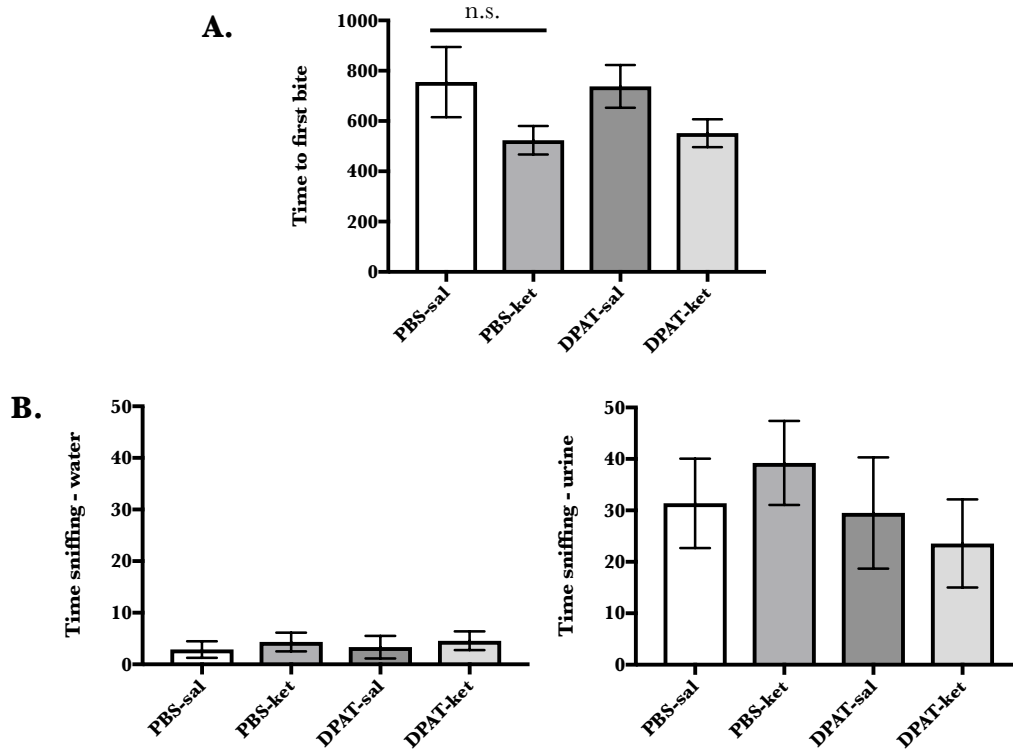 A.
n.s.
Time to first bite
1000
800
600
400
200
0
PBS-sal
PBS-ket
DPAT-sal
DPAT-ket
B.
Time sniffing - water
50
40
30
20
10
0
PBS-sal
PBS-ket
DPAT-sal
DPAT-ket
Time sniffing - urine
50
40
30
20
10
0
PBS-sal
PBS-ket
DPAT-sal
DPAT-ket